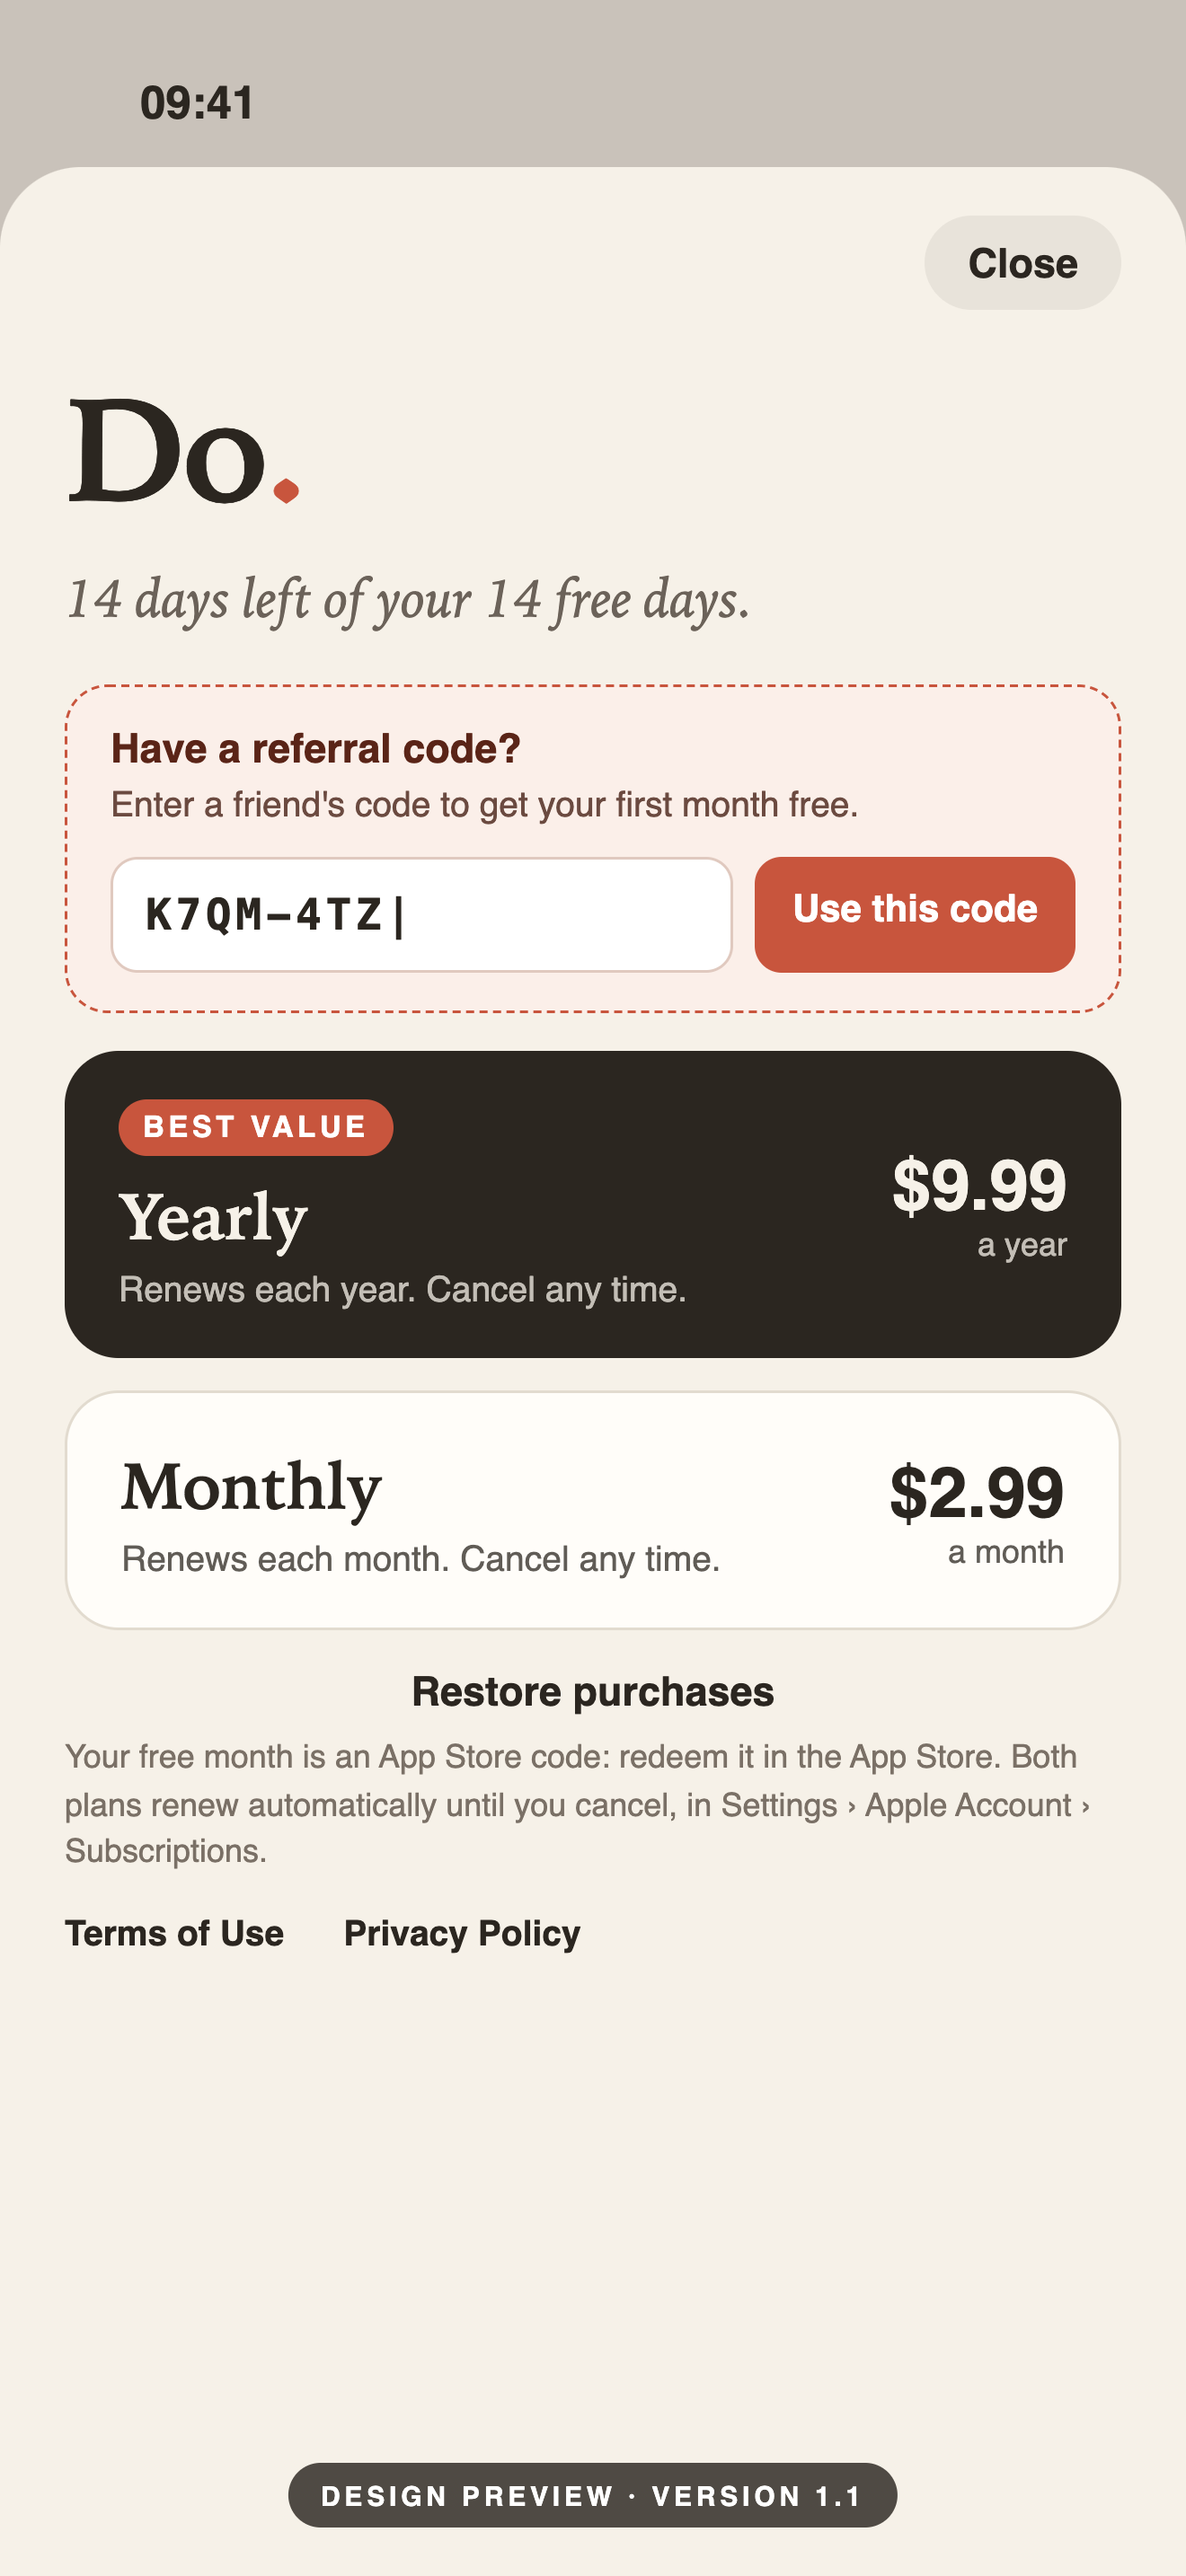 09:41
Close
Do.
14 days left of your 14 free days.
Have a referral code?
Enter a friend's code to get your first month free.
K7QM–4TZ|
Use this code
BEST VALUE
Yearly
$9.99
a year
Renews each year. Cancel any time.
Monthly
$2.99
a month
Renews each month. Cancel any time.
Restore purchases
Your free month is an App Store code: redeem it in the App Store. Both
plans renew automatically until you cancel, in Settings › Apple Account ›
Subscriptions.
Terms of Use
Privacy Policy
DESIGN PREVIEW · VERSION 1.1